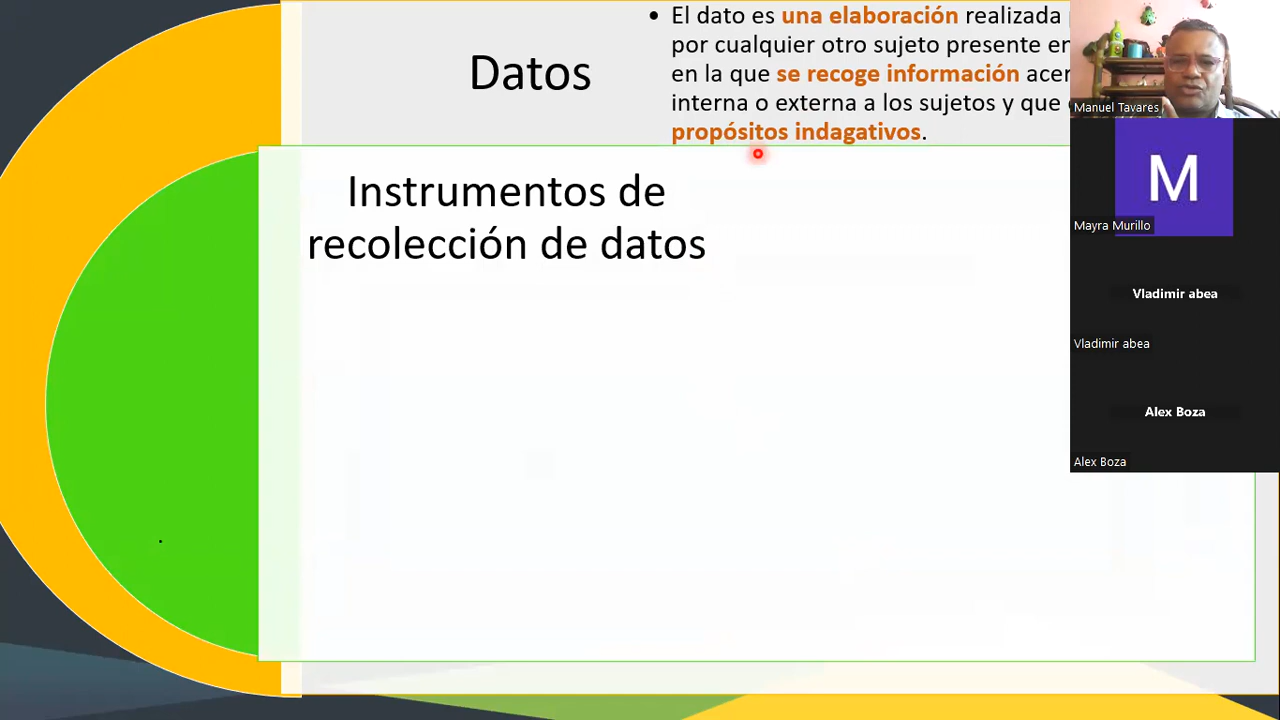 Datos
• El dato es una elaboración realizada
por cualquier otro sujeto presente en
en la que se recoge información
interna o externa a los sujetos y que
propósitos indagativos.
Instrumentos de
recolección de datos
Manuel Tavares
M
Mayra Murillo
Vladimir abea
Vladimir abea
Alex Boza
Alex Boza